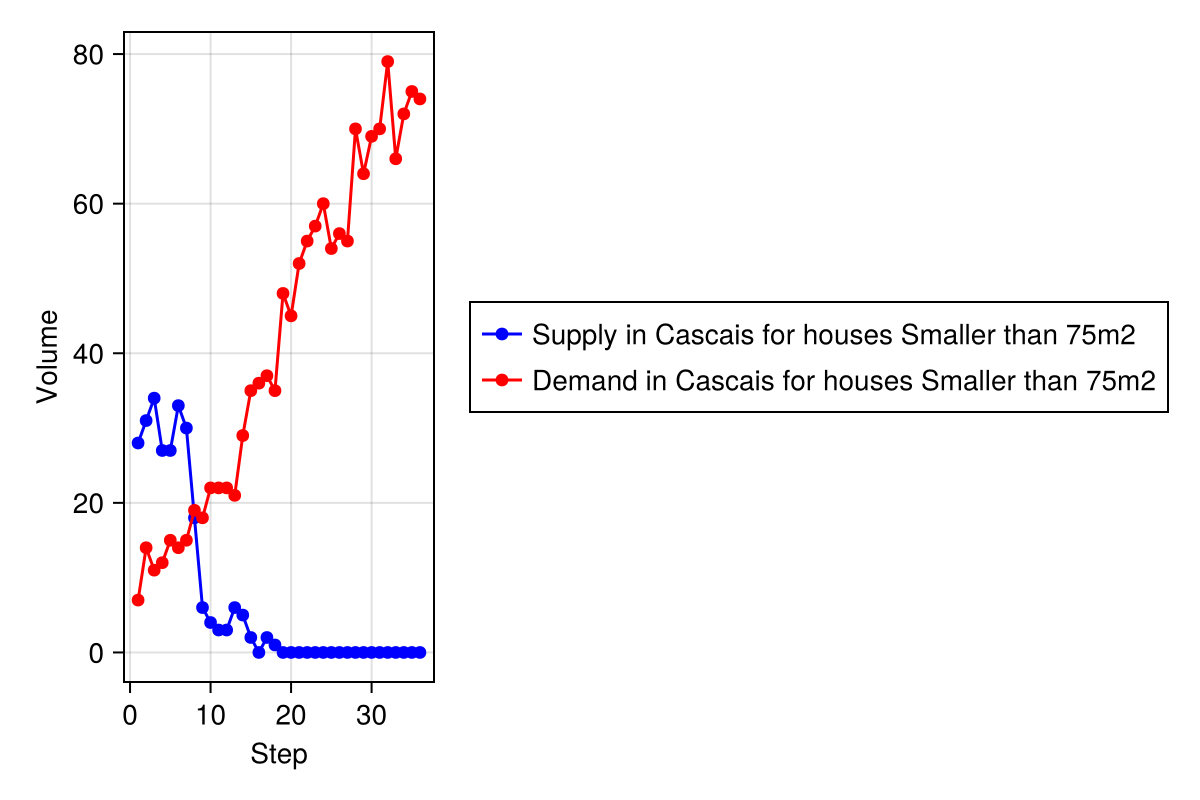 80
60
40
20
0
Volume
0 10 20 30
Step
Supply in Cascais for houses Smaller than 75m2
Demand in Cascais for houses Smaller than 75m2